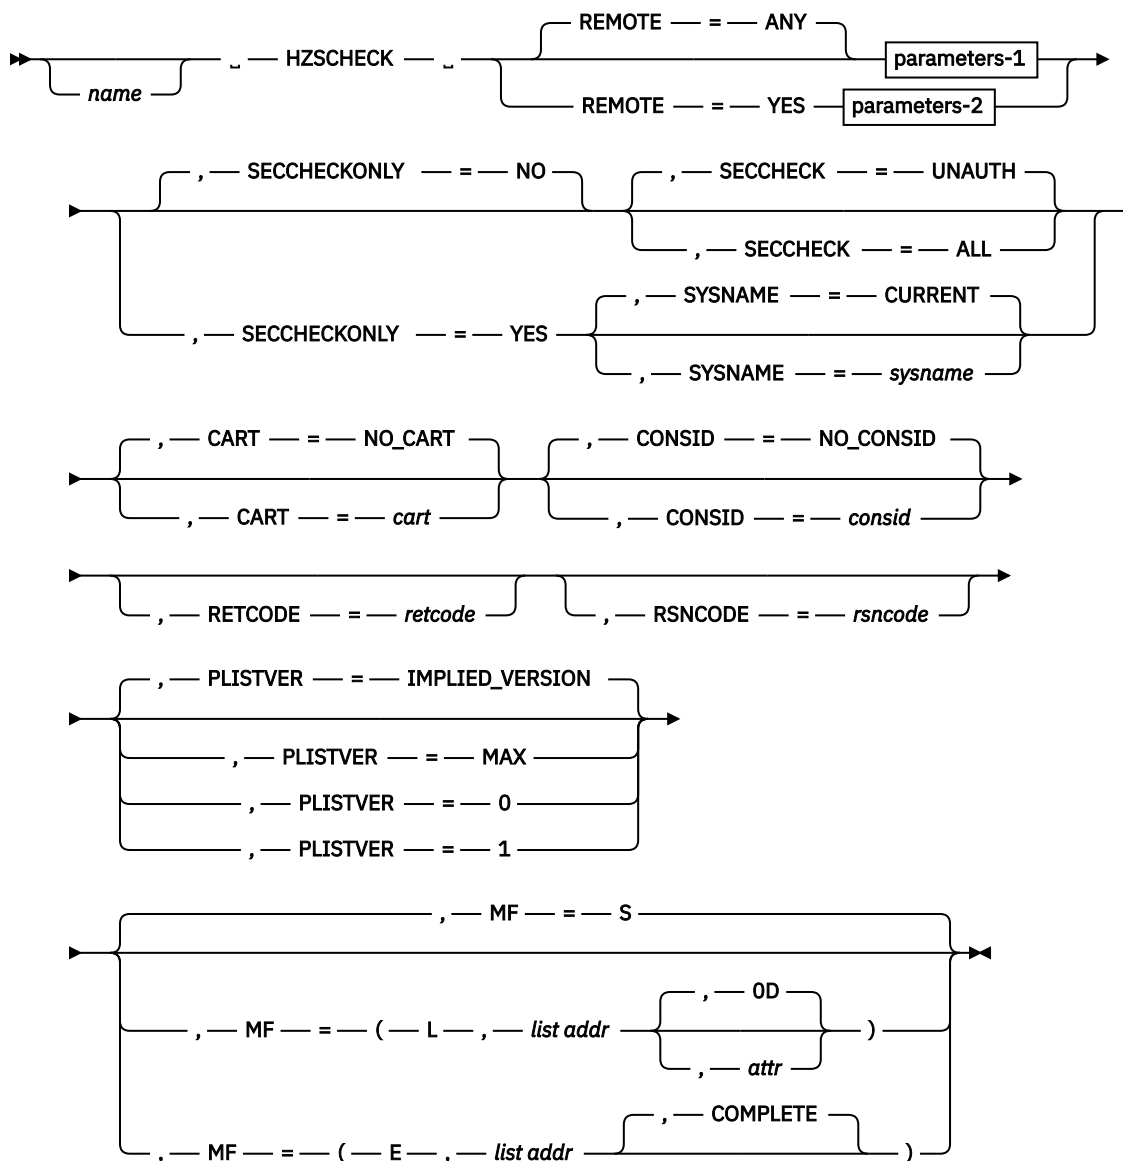 REMOTE = ANY
name ␣ HZSCHECK ␣ parameters-1
REMOTE = YES parameters-2
, SECCHECKONLY = NO , SECCHECK = UNAUTH
, SECCHECK = ALL
, SYSNAME = CURRENT
, SECCHECKONLY = YES
, SYSNAME = sysname
, CART = NO_CART , CONSID = NO_CONSID
, CART = cart , CONSID = consid
, RETCODE = retcode , RSNCODE = rsncode
, PLISTVER = IMPLIED_VERSION
, PLISTVER = MAX
, PLISTVER = 0
, PLISTVER = 1
, MF = S
, 0D
, MF = ( L , list addr )
, attr
, COMPLETE
, MF = ( E , list addr )